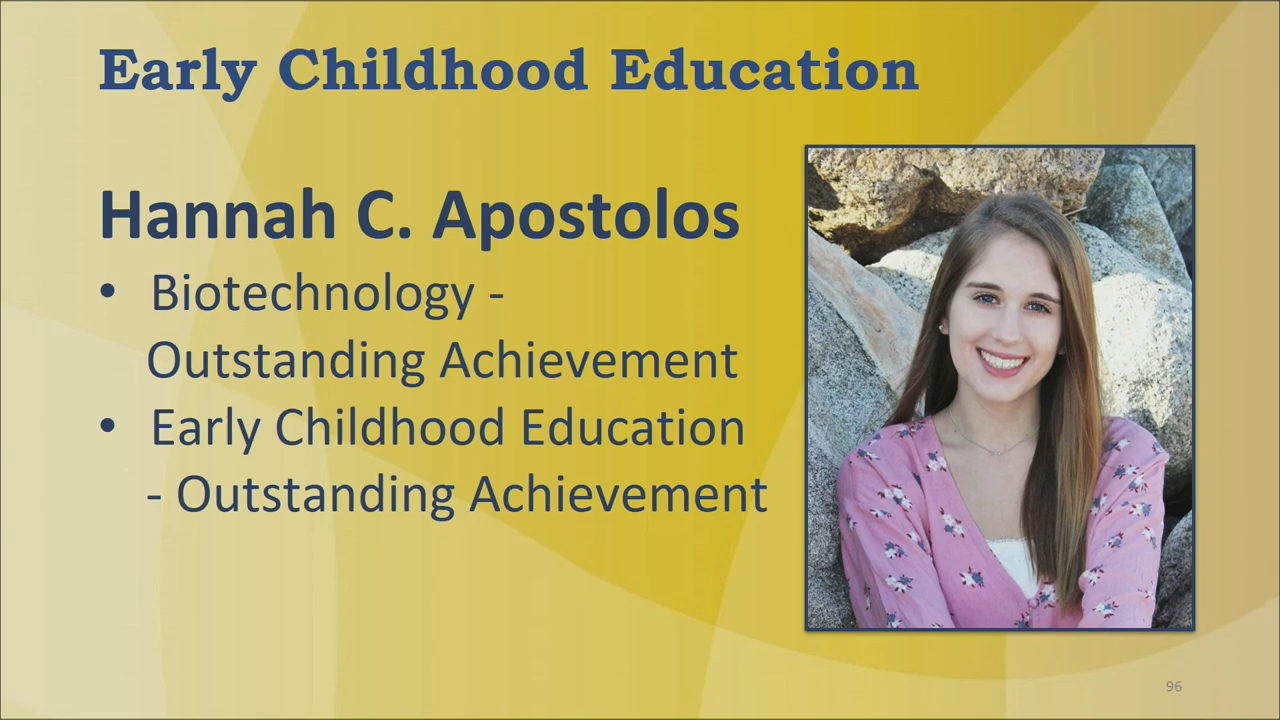 Early Childhood Education
Hannah C. Apostolos
• Biotechnology -
Outstanding Achievement
• Early Childhood Education
- Outstanding Achievement
96